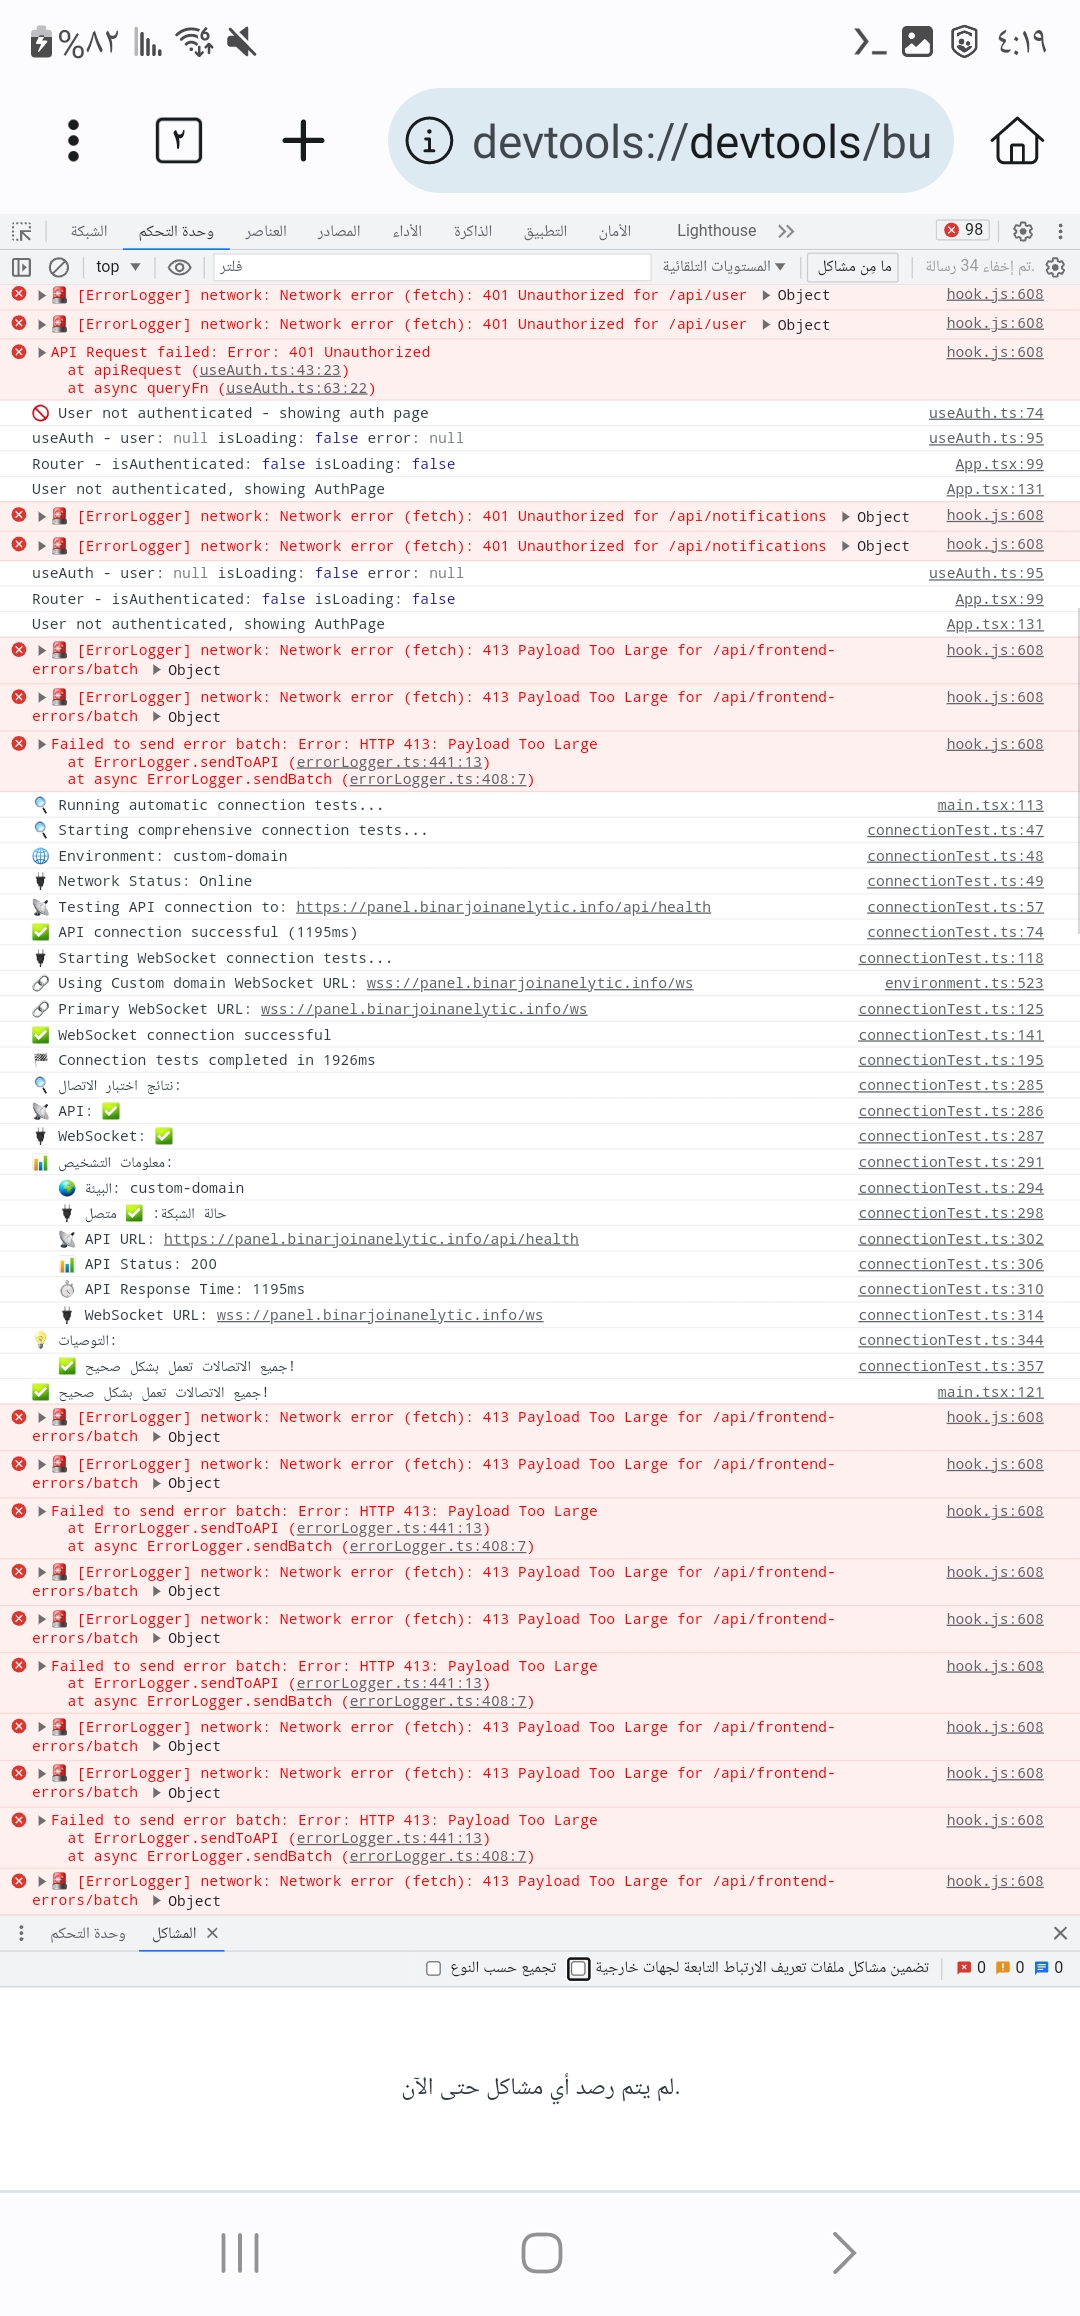 %٨٢ ٤:١٩
٢ devtools://devtools/bu
الشبكة وحدة التحكم العناصر المصادر الأداء الذاكرة التطبيق الأمان Lighthouse 98
top فلتر المستويات التلقائية ما مِن مشاكل تم إخفاء 34 رسالة.
[ErrorLogger] network: Network error (fetch): 401 Unauthorized for /api/user Object hook.js:608
[ErrorLogger] network: Network error (fetch): 401 Unauthorized for /api/user Object hook.js:608
API Request failed: Error: 401 Unauthorized hook.js:608
at apiRequest (useAuth.ts:43:23)
at async queryFn (useAuth.ts:63:22)
🚫 User not authenticated - showing auth page useAuth.ts:74
useAuth - user: null isLoading: false error: null useAuth.ts:95
Router - isAuthenticated: false isLoading: false App.tsx:99
User not authenticated, showing AuthPage App.tsx:131
[ErrorLogger] network: Network error (fetch): 401 Unauthorized for /api/notifications Object hook.js:608
[ErrorLogger] network: Network error (fetch): 401 Unauthorized for /api/notifications Object hook.js:608
useAuth - user: null isLoading: false error: null useAuth.ts:95
Router - isAuthenticated: false isLoading: false App.tsx:99
User not authenticated, showing AuthPage App.tsx:131
[ErrorLogger] network: Network error (fetch): 413 Payload Too Large for /api/frontend- hook.js:608
errors/batch Object
[ErrorLogger] network: Network error (fetch): 413 Payload Too Large for /api/frontend- hook.js:608
errors/batch Object
Failed to send error batch: Error: HTTP 413: Payload Too Large hook.js:608
at ErrorLogger.sendToAPI (errorLogger.ts:441:13)
at async ErrorLogger.sendBatch (errorLogger.ts:408:7)
🔍 Running automatic connection tests... main.tsx:113
🔍 Starting comprehensive connection tests... connectionTest.ts:47
🌐 Environment: custom-domain connectionTest.ts:48
🔌 Network Status: Online connectionTest.ts:49
📡 Testing API connection to: https://panel.binarjoinanelytic.info/api/health connectionTest.ts:57
✅ API connection successful (1195ms) connectionTest.ts:74
🔌 Starting WebSocket connection tests... connectionTest.ts:118
🔗 Using Custom domain WebSocket URL: wss://panel.binarjoinanelytic.info/ws environment.ts:523
🔗 Primary WebSocket URL: wss://panel.binarjoinanelytic.info/ws connectionTest.ts:125
✅ WebSocket connection successful connectionTest.ts:141
🏁 Connection tests completed in 1926ms connectionTest.ts:195
🔍 نتائج اختبار الاتصال: connectionTest.ts:285
📡 API: ✅ connectionTest.ts:286
🔌 WebSocket: ✅ connectionTest.ts:287
📊 معلومات التشخيص: connectionTest.ts:291
🌍 البيئة: custom-domain connectionTest.ts:294
🔌 حالة الشبكة: ✅ متصل connectionTest.ts:298
📡 API URL: https://panel.binarjoinanelytic.info/api/health connectionTest.ts:302
📊 API Status: 200 connectionTest.ts:306
⏱️ API Response Time: 1195ms connectionTest.ts:310
🔌 WebSocket URL: wss://panel.binarjoinanelytic.info/ws connectionTest.ts:314
💡 التوصيات: connectionTest.ts:344
✅ جميع الاتصالات تعمل بشكل صحيح! connectionTest.ts:357
✅ جميع الاتصالات تعمل بشكل صحيح! main.tsx:121
[ErrorLogger] network: Network error (fetch): 413 Payload Too Large for /api/frontend- hook.js:608
errors/batch Object
[ErrorLogger] network: Network error (fetch): 413 Payload Too Large for /api/frontend- hook.js:608
errors/batch Object
Failed to send error batch: Error: HTTP 413: Payload Too Large hook.js:608
at ErrorLogger.sendToAPI (errorLogger.ts:441:13)
at async ErrorLogger.sendBatch (errorLogger.ts:408:7)
[ErrorLogger] network: Network error (fetch): 413 Payload Too Large for /api/frontend- hook.js:608
errors/batch Object
[ErrorLogger] network: Network error (fetch): 413 Payload Too Large for /api/frontend- hook.js:608
errors/batch Object
Failed to send error batch: Error: HTTP 413: Payload Too Large hook.js:608
at ErrorLogger.sendToAPI (errorLogger.ts:441:13)
at async ErrorLogger.sendBatch (errorLogger.ts:408:7)
[ErrorLogger] network: Network error (fetch): 413 Payload Too Large for /api/frontend- hook.js:608
errors/batch Object
[ErrorLogger] network: Network error (fetch): 413 Payload Too Large for /api/frontend- hook.js:608
errors/batch Object
Failed to send error batch: Error: HTTP 413: Payload Too Large hook.js:608
at ErrorLogger.sendToAPI (errorLogger.ts:441:13)
at async ErrorLogger.sendBatch (errorLogger.ts:408:7)
[ErrorLogger] network: Network error (fetch): 413 Payload Too Large for /api/frontend- hook.js:608
errors/batch Object
وحدة التحكم المشاكل
تجميع حسب النوع تضمين مشاكل ملفات تعريف الارتباط التابعة لجهات خارجية 0 0 0
لم يتم رصد أي مشاكل حتى الآن.